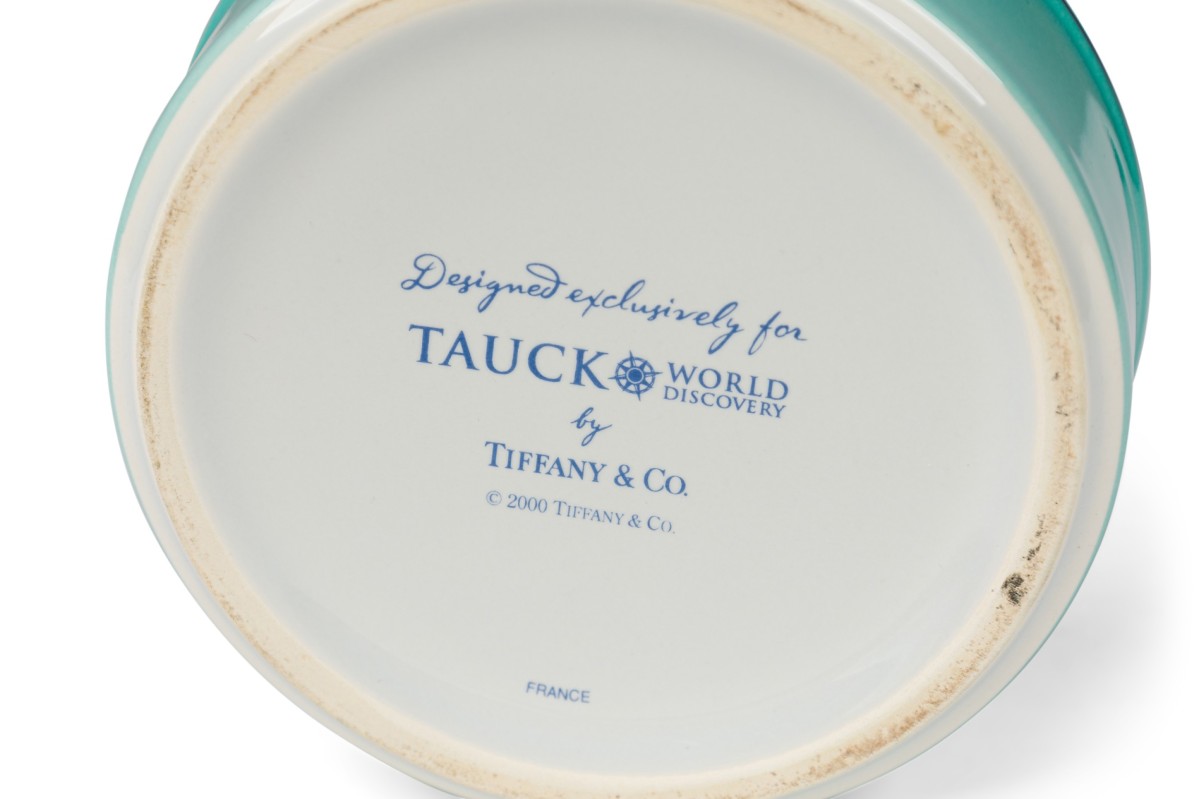 Designed exclusively for
TAUCK WORLD DISCOVERY
by
TIFFANY & CO.
© 2000 TIFFANY & CO.
FRANCE